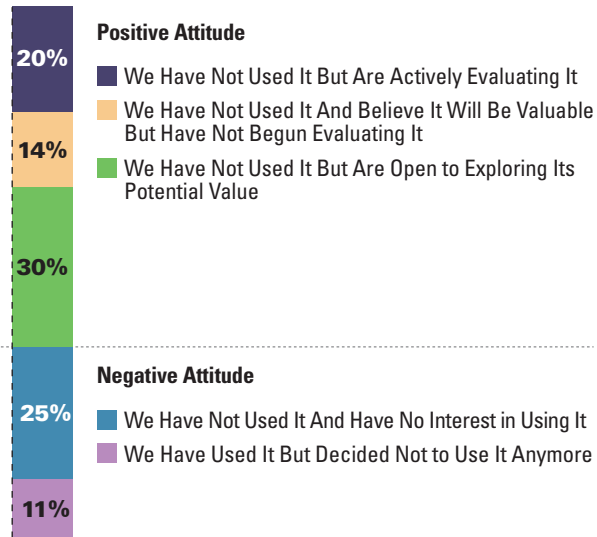 Positive Attitude
20%
We Have Not Used It But Are Actively Evaluating It
We Have Not Used It And Believe It Will Be Valuable
But Have Not Begun Evaluating It
14%
We Have Not Used It But Are Open to Exploring Its
Potential Value
30%
Negative Attitude
25%
We Have Not Used It And Have No Interest in Using It
We Have Used It But Decided Not to Use It Anymore
11%